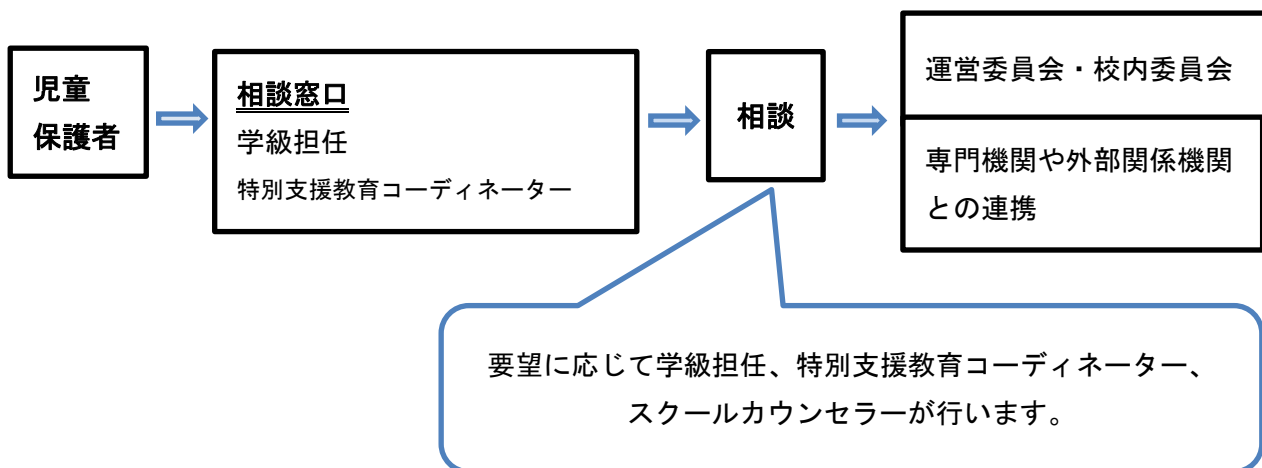 児童
保護者
相談窓口
学級担任
特別支援教育コーディネーター
相談
運営委員会・校内委員会
専門機関や外部関係機関
との連携
要望に応じて学級担任、特別支援教育コーディネーター、
スクールカウンセラーが行います。